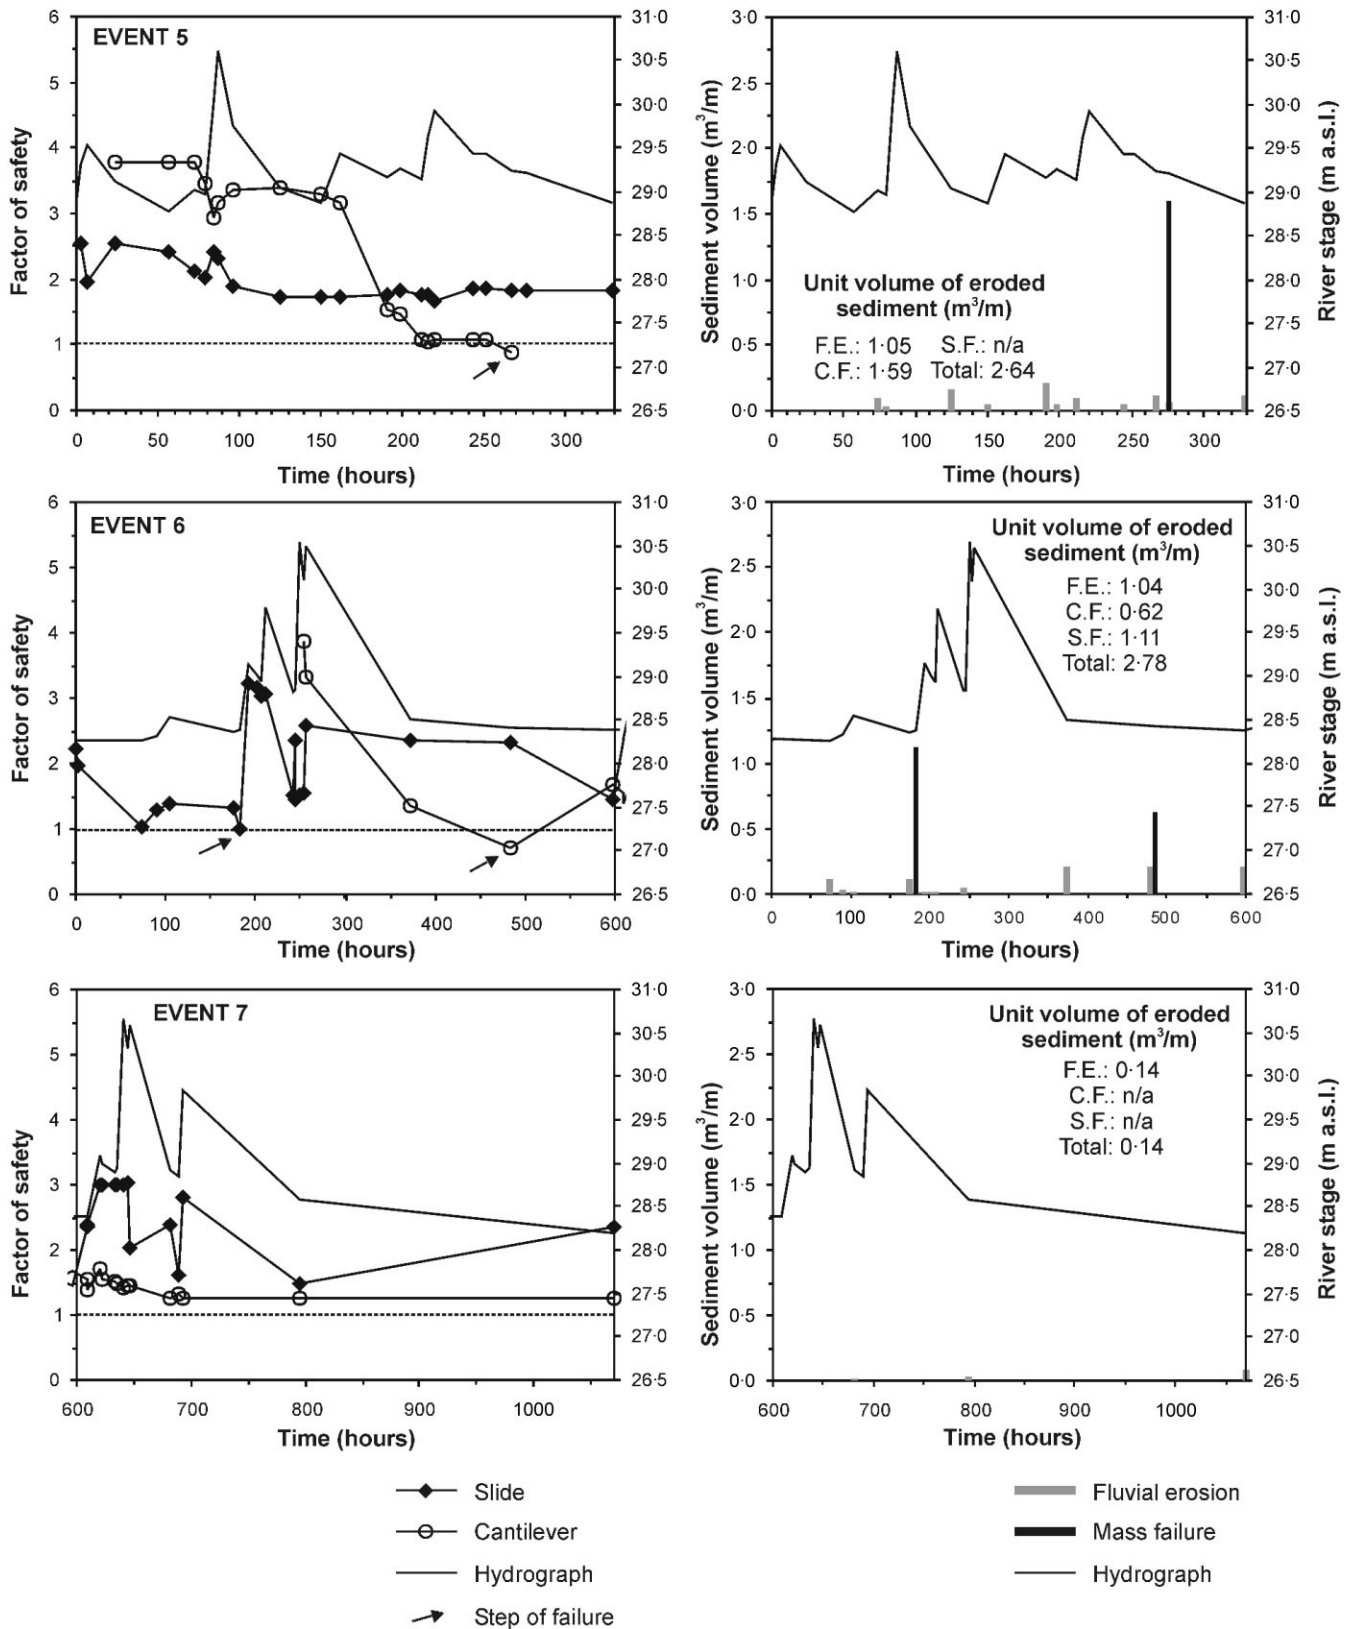 EVENT 5
Factor of safety
6
5
4
3
2
1
0
31·0
30·5
30·0
29·5
29·0
28·5
28·0
27·5
27·0
26·5
0 50 100 150 200 250 300
Time (hours)
Sediment volume (m³/m)
3·0
2·5
2·0
1·5
1·0
0·5
0·0
Unit volume of eroded
sediment (m³/m)
F.E.: 1·05 S.F.: n/a
C.F.: 1·59 Total: 2·64
River stage (m a.s.l.)
31·0
30·5
30·0
29·5
29·0
28·5
28·0
27·5
27·0
26·5
0 50 100 150 200 250 300
Time (hours)
EVENT 6
Factor of safety
6
5
4
3
2
1
0
31·0
30·5
30·0
29·5
29·0
28·5
28·0
27·5
27·0
26·5
0 100 200 300 400 500 600
Time (hours)
Sediment volume (m³/m)
3·0
2·5
2·0
1·5
1·0
0·5
0·0
Unit volume of eroded
sediment (m³/m)
F.E.: 1·04
C.F.: 0·62
S.F.: 1·11
Total: 2·78
River stage (m a.s.l.)
31·0
30·5
30·0
29·5
29·0
28·5
28·0
27·5
27·0
26·5
0 100 200 300 400 500 600
Time (hours)
EVENT 7
Factor of safety
6
5
4
3
2
1
0
31·0
30·5
30·0
29·5
29·0
28·5
28·0
27·5
27·0
26·5
600 700 800 900 1000
Time (hours)
Sediment volume (m³/m)
3·0
2·5
2·0
1·5
1·0
0·5
0·0
Unit volume of eroded
sediment (m³/m)
F.E.: 0·14
C.F.: n/a
S.F.: n/a
Total: 0·14
River stage (m a.s.l.)
31·0
30·5
30·0
29·5
29·0
28·5
28·0
27·5
27·0
26·5
600 700 800 900 1000
Time (hours)
Slide
Cantilever
Hydrograph
Step of failure
Fluvial erosion
Mass failure
Hydrograph